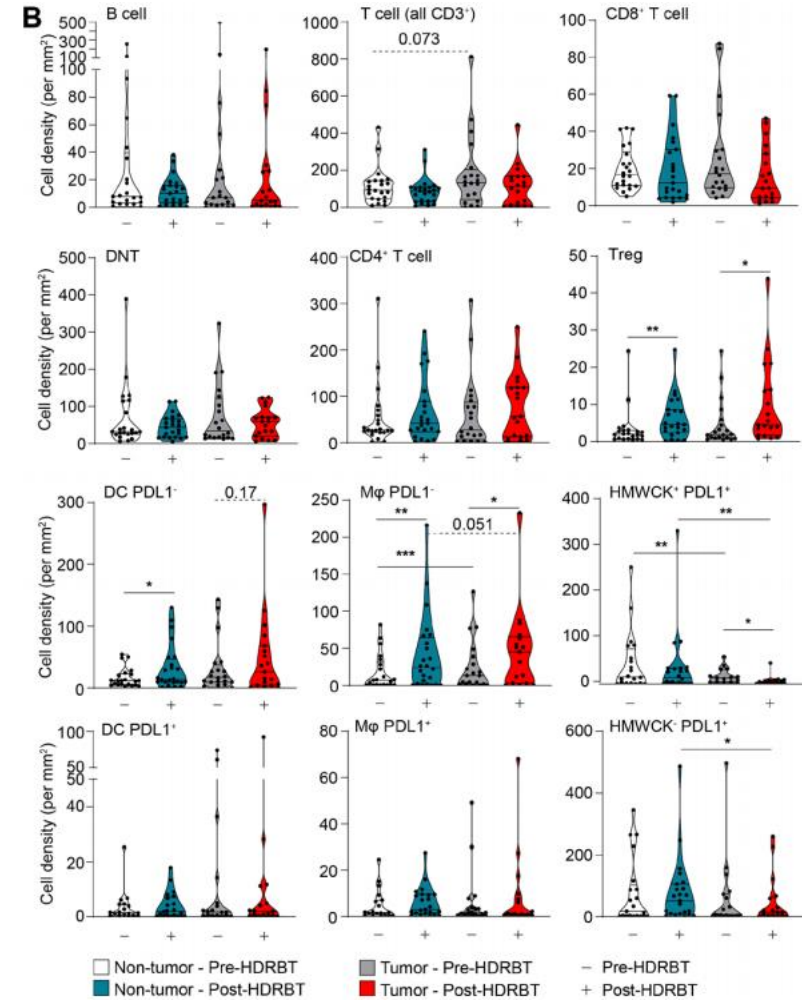 B
B cell
T cell (all CD3⁺)
CD8⁺ T cell
Cell density (per mm²)
500
400
300
200
100
100
80
60
40
20
0
− + − +
1000
800
600
400
200
0
0.073
− + − +
100
80
60
40
20
0
− + − +
DNT
CD4⁺ T cell
Treg
Cell density (per mm²)
500
400
300
200
100
0
− + − +
400
300
200
100
0
− + − +
50
40
30
20
10
0
** *
− + − +
DC PDL1⁻
Mφ PDL1⁻
HMWCK⁺ PDL1⁺
Cell density (per mm²)
300
200
100
0
* 0.17
− + − +
250
200
150
100
50
0
** * 0.051
***
− + − +
400
300
200
100
0
**
**
*
− + − +
DC PDL1⁺
Mφ PDL1⁺
HMWCK⁻ PDL1⁺
Cell density (per mm²)
100
50
50
40
20
0
− + − +
80
60
40
20
0
− + − +
600
400
200
0
*
− + − +
Non-tumor - Pre-HDRBT
Tumor - Pre-HDRBT
− Pre-HDRBT
Non-tumor - Post-HDRBT
Tumor - Post-HDRBT
+ Post-HDRBT